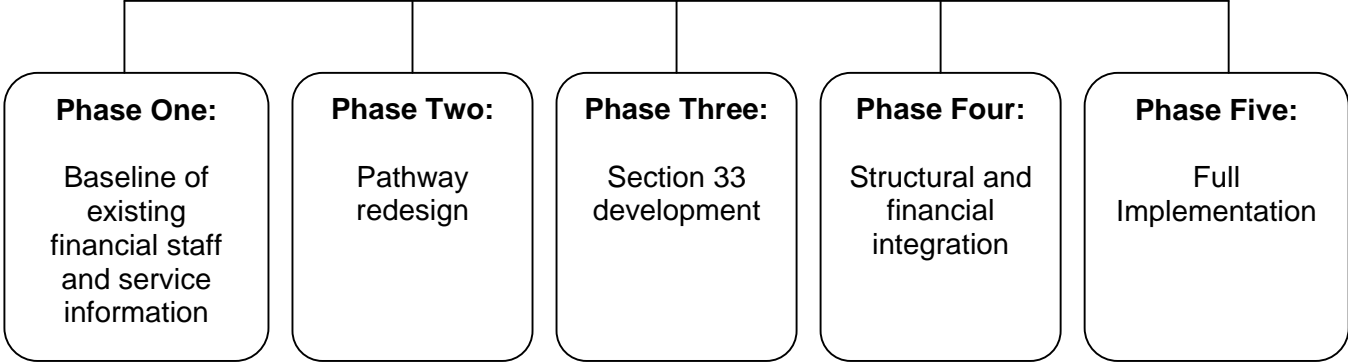 Phase One:
Baseline of
existing
financial staff
and service
information
Phase Two:
Pathway
redesign
Phase Three:
Section 33
development
Phase Four:
Structural and
financial
integration
Phase Five:
Full
Implementation